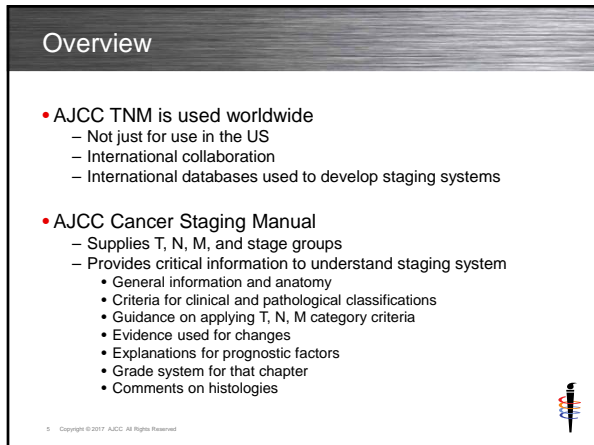 Overview
• AJCC TNM is used worldwide
– Not just for use in the US
– International collaboration
– International databases used to develop staging systems
• AJCC Cancer Staging Manual
– Supplies T, N, M, and stage groups
– Provides critical information to understand staging system
• General information and anatomy
• Criteria for clinical and pathological classifications
• Guidance on applying T, N, M category criteria
• Evidence used for changes
• Explanations for prognostic factors
• Grade system for that chapter
• Comments on histologies
5 Copyright © 2017 AJCC All Rights Reserved